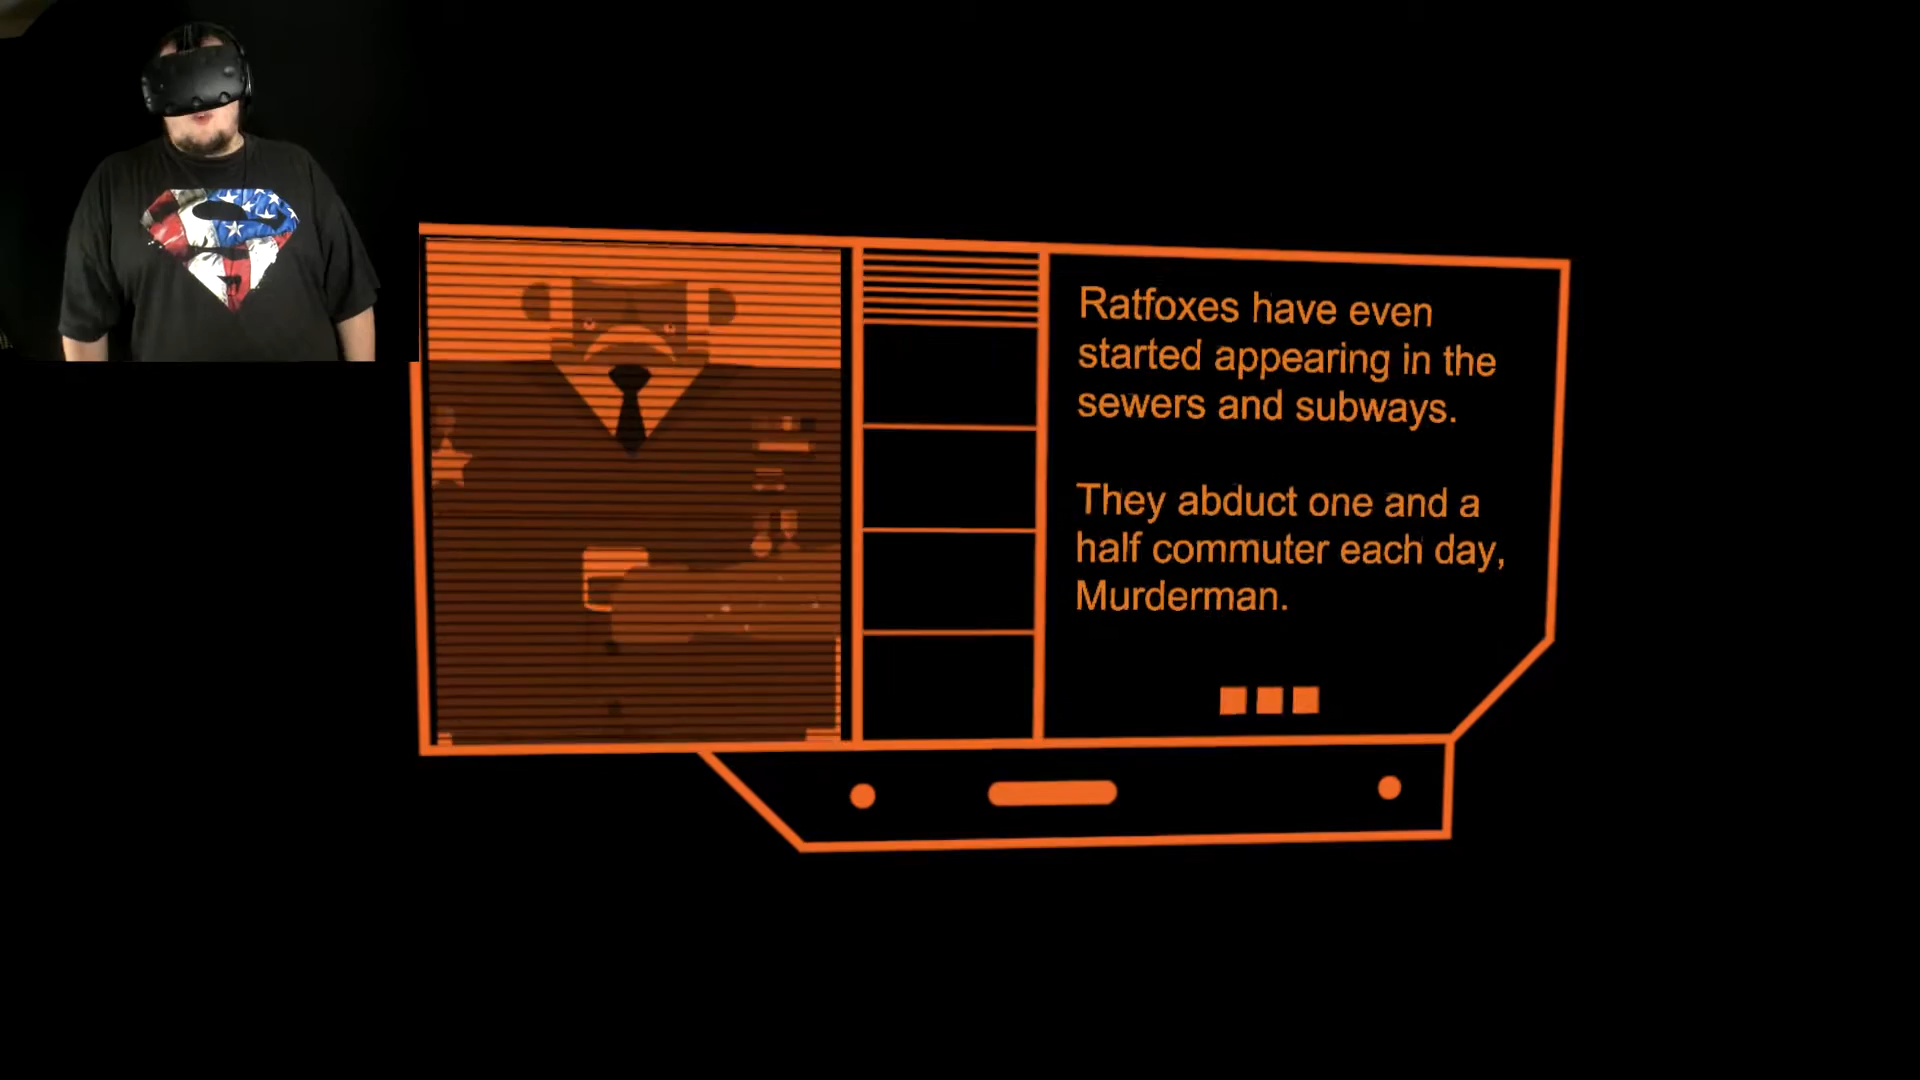 Ratfoxes have even
started appearing in the
sewers and subways.
They abduct one and a
half commuter each day,
Murderman.